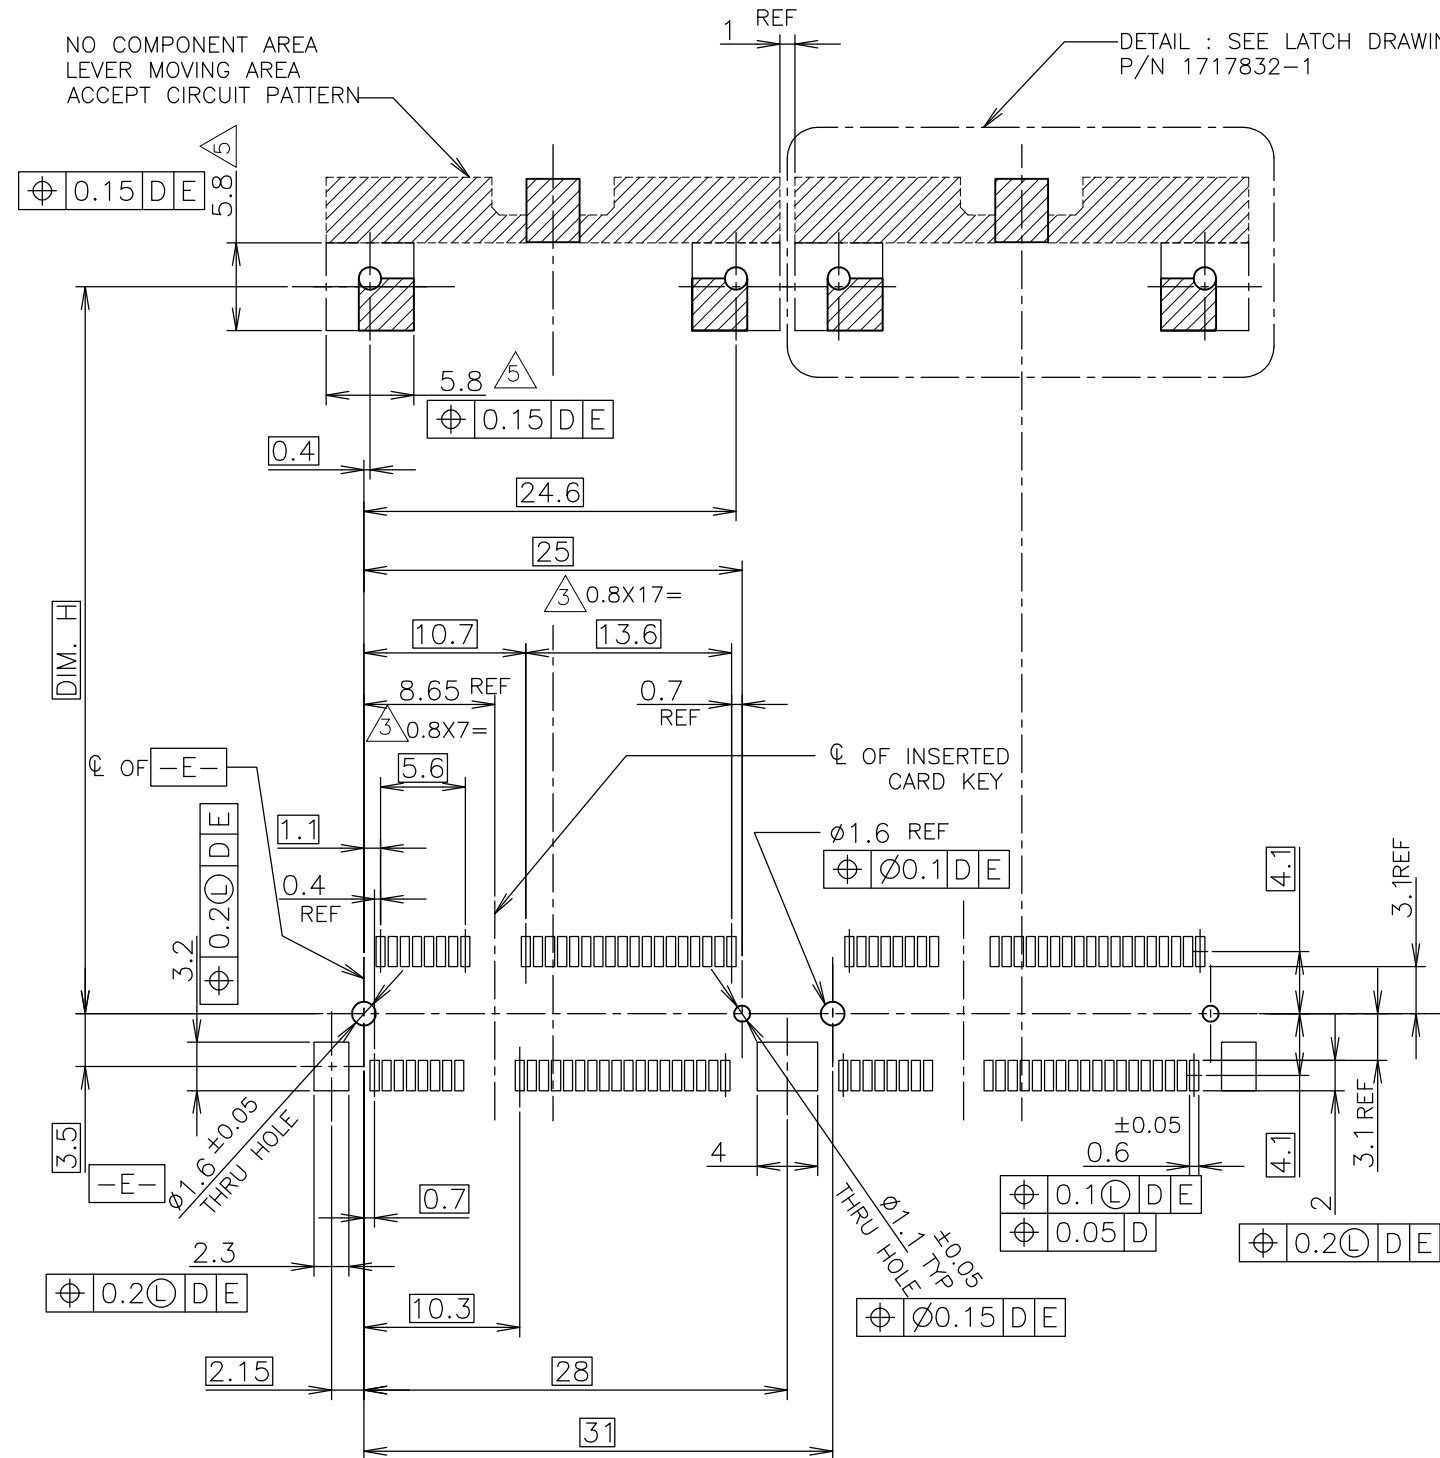 1 REF
NO COMPONENT AREA
LEVER MOVING AREA
ACCEPT CIRCUIT PATTERN
DETAIL : SEE LATCH DRAWIN
P/N 1717832-1
⌖ 0.15 D E
5.8 5
5.8 5
⌖ 0.15 D E
0.4
24.6
25
3 0.8X17=
10.7
13.6
DIM. H
8.65 REF
0.7
REF
3 0.8X7=
℄ OF -E-
5.6
℄ OF INSERTED
CARD KEY
1.1
⌖ 0.2Ⓛ D E
3.2
0.4
REF
Ø1.6 REF
⌖ Ø0.1 D E
4.1
3.1REF
3.5
-E-
Ø1.6 ±0.05
THRU HOLE
0.7
4
Ø1.1 TYP
±0.05
THRU HOLE
±0.05
0.6
⌖ 0.1Ⓛ D E
⌖ 0.05 D
4.1
3.1 REF
2
⌖ 0.2Ⓛ D E
2.3
⌖ 0.2Ⓛ D E
10.3
⌖ Ø0.15 D E
2.15
28
31